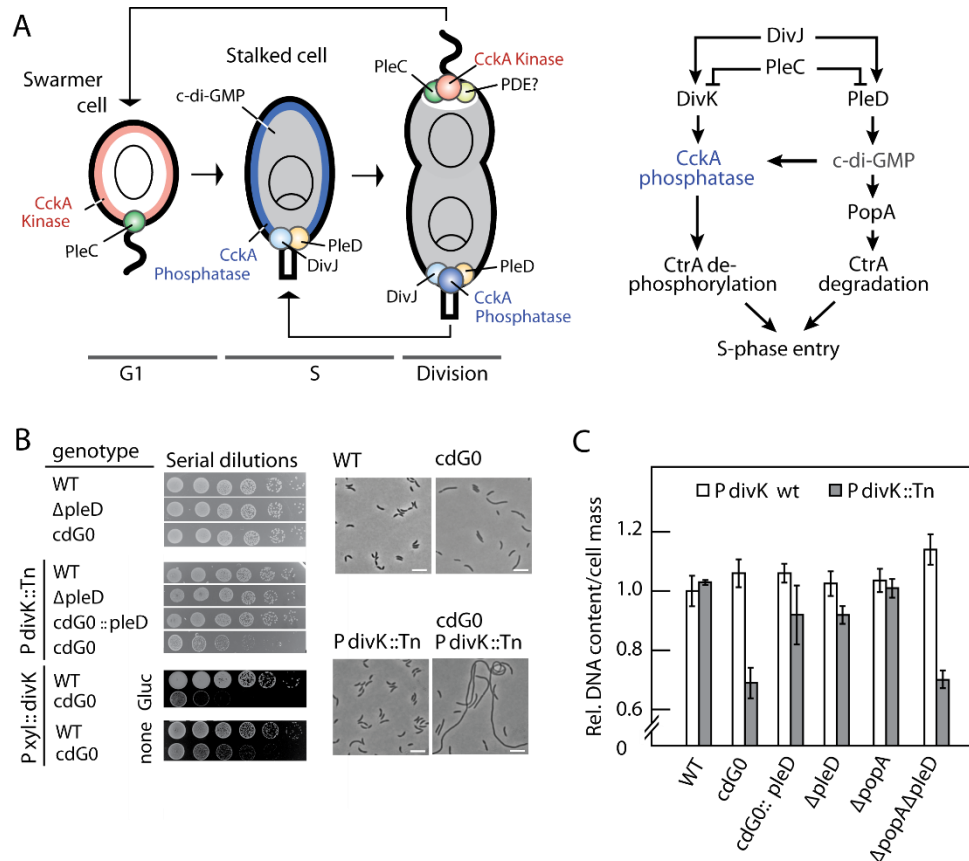 A
Swarmer
cell
CckA
Kinase
PleC
G1
Stalked cell
c-di-GMP
CckA
Phosphatase
DivJ
PleD
S
PleC
CckA Kinase
PDE?
DivJ
PleD
CckA
Phosphatase
Division
DivJ
PleC
DivK
PleD
CckA
phosphatase
c-di-GMP
PopA
CtrA de-
phosphorylation
CtrA
degradation
S-phase entry
B
genotype
Serial dilutions
WT
ΔpleD
cdG0
P divK::Tn
WT
ΔpleD
cdG0 :: pleD
cdG0
P xyl::divK
WT
cdG0
Gluc
WT
cdG0
none
WT
cdG0
P divK::Tn
cdG0
P divK::Tn
C
P divK wt
P divK::Tn
Rel. DNA content/cell mass
1.2
1.0
0.8
0.6
0
WT
cdG0
cdG0:: pleD
ΔpleD
ΔpopA
ΔpopAΔpleD